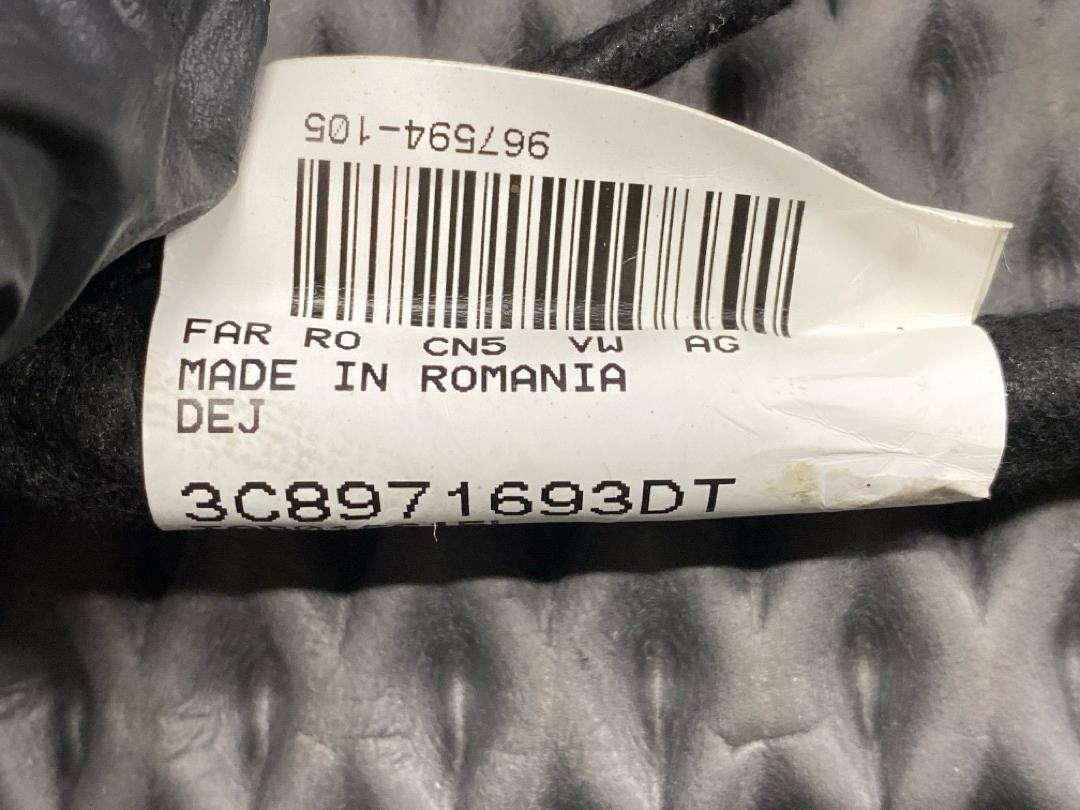 967594-105
FAR RO CN5 VW AG
MADE IN ROMANIA
DEJ
3C8971693DT